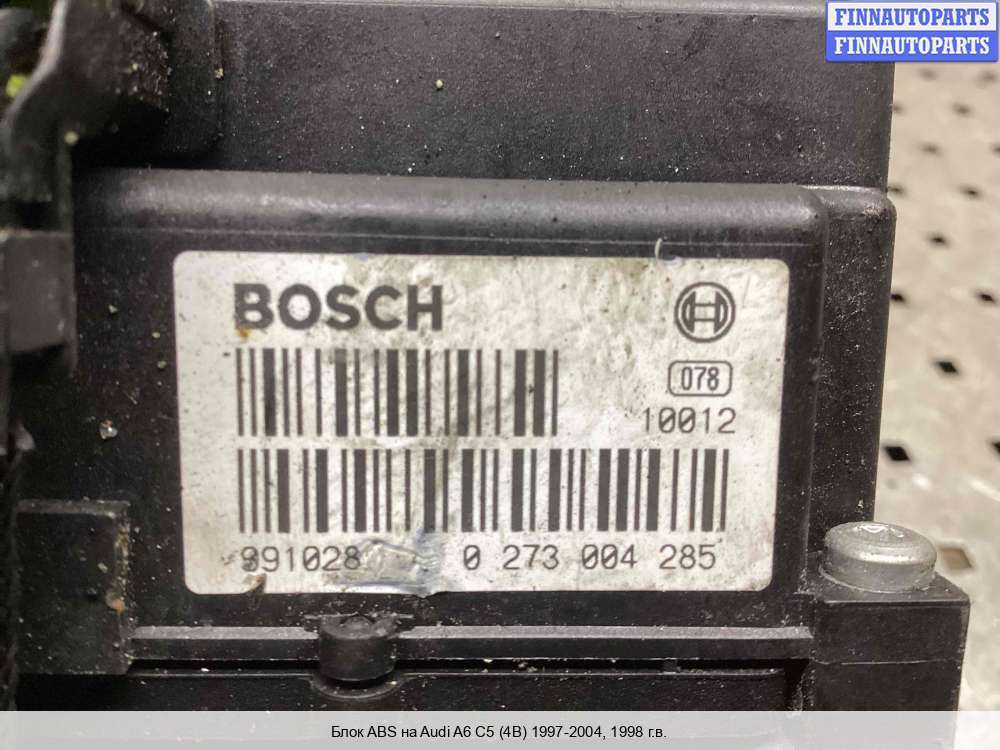 FINNAUTOPARTS
FINNAUTOPARTS
BOSCH
078
10012
991028 0 273 004 285
Блок ABS на Audi A6 C5 (4B) 1997-2004, 1998 г.в.